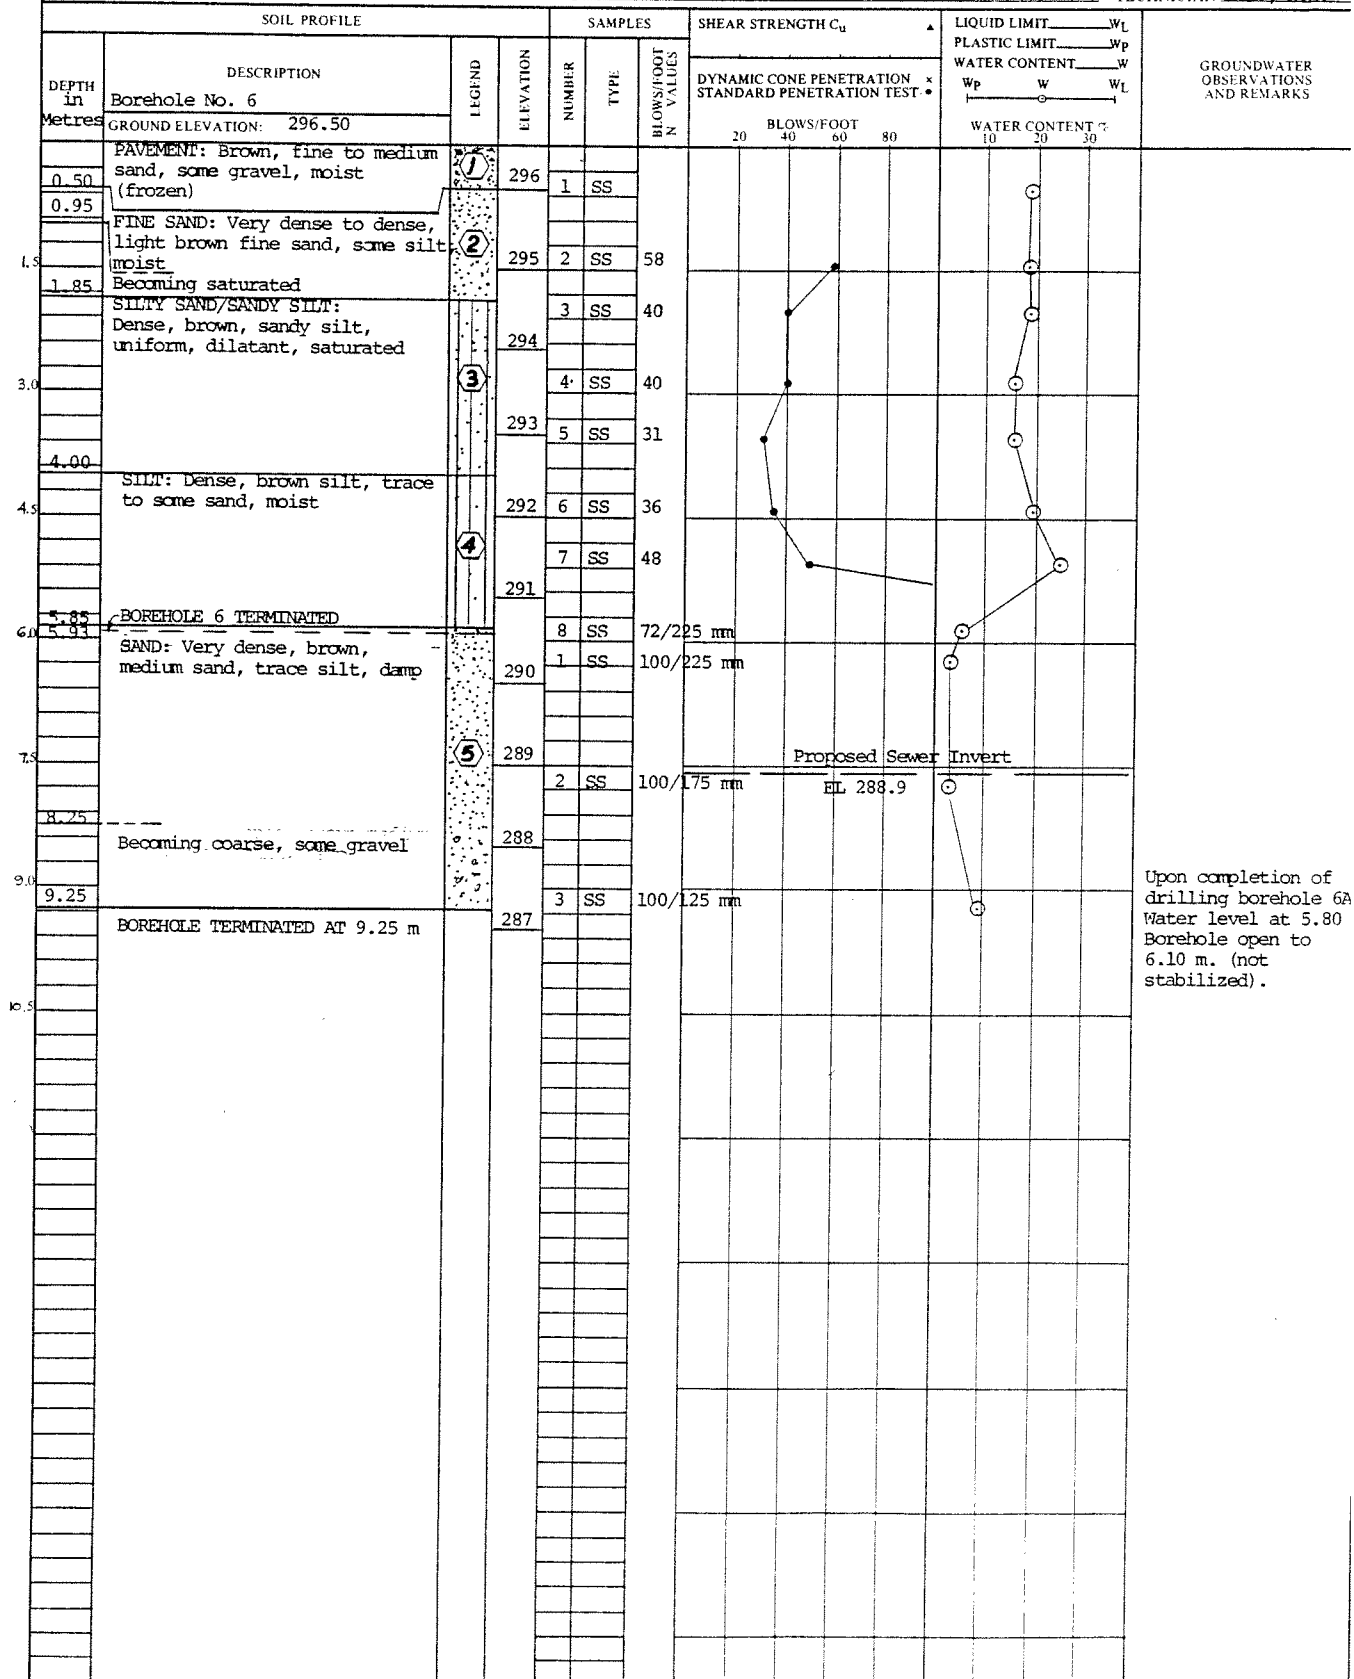 SOIL PROFILE
SAMPLES
SHEAR STRENGTH Cu ▲
LIQUID LIMIT WL
PLASTIC LIMIT WP
WATER CONTENT W
WP W WL
GROUNDWATER
OBSERVATIONS
AND REMARKS
DEPTH
in
Metres
DESCRIPTION
Borehole No. 6
GROUND ELEVATION: 296.50
LEGEND
ELEVATION
NUMBER
TYPE
BLOWS/FOOT
N VALUES
DYNAMIC CONE PENETRATION ×
STANDARD PENETRATION TEST •
BLOWS/FOOT
20 40 60 80
WATER CONTENT %
10 20 30
PAVEMENT: Brown, fine to medium
sand, some gravel, moist
(frozen)
0.50
0.95
1
296
1 SS
FINE SAND: Very dense to dense,
light brown fine sand, some silt,
moist
Becoming saturated
2
1.5
295
2 SS 58
1.85
SILTY SAND/SANDY SILT:
Dense, brown, sandy silt,
uniform, dilatant, saturated
3 SS 40
294
3.0
3
4 SS 40
293
5 SS 31
4.00
SILT: Dense, brown silt, trace
to some sand, moist
4.5
292
6 SS 36
4
7 SS 48
291
5.85
BOREHOLE 6 TERMINATED
6.0
5.93
8 SS 72/225 mm
SAND: Very dense, brown,
medium sand, trace silt, damp
1 SS 100/225 mm
290
7.5
5
289
Proposed Sewer Invert
EL 288.9
2 SS 100/175 mm
8.25
Becoming coarse, some gravel
288
9.0
9.25
3 SS 100/125 mm
BOREHOLE TERMINATED AT 9.25 m
287
Upon completion of
drilling borehole 6A
Water level at 5.80
Borehole open to
6.10 m. (not
stabilized).
10.5